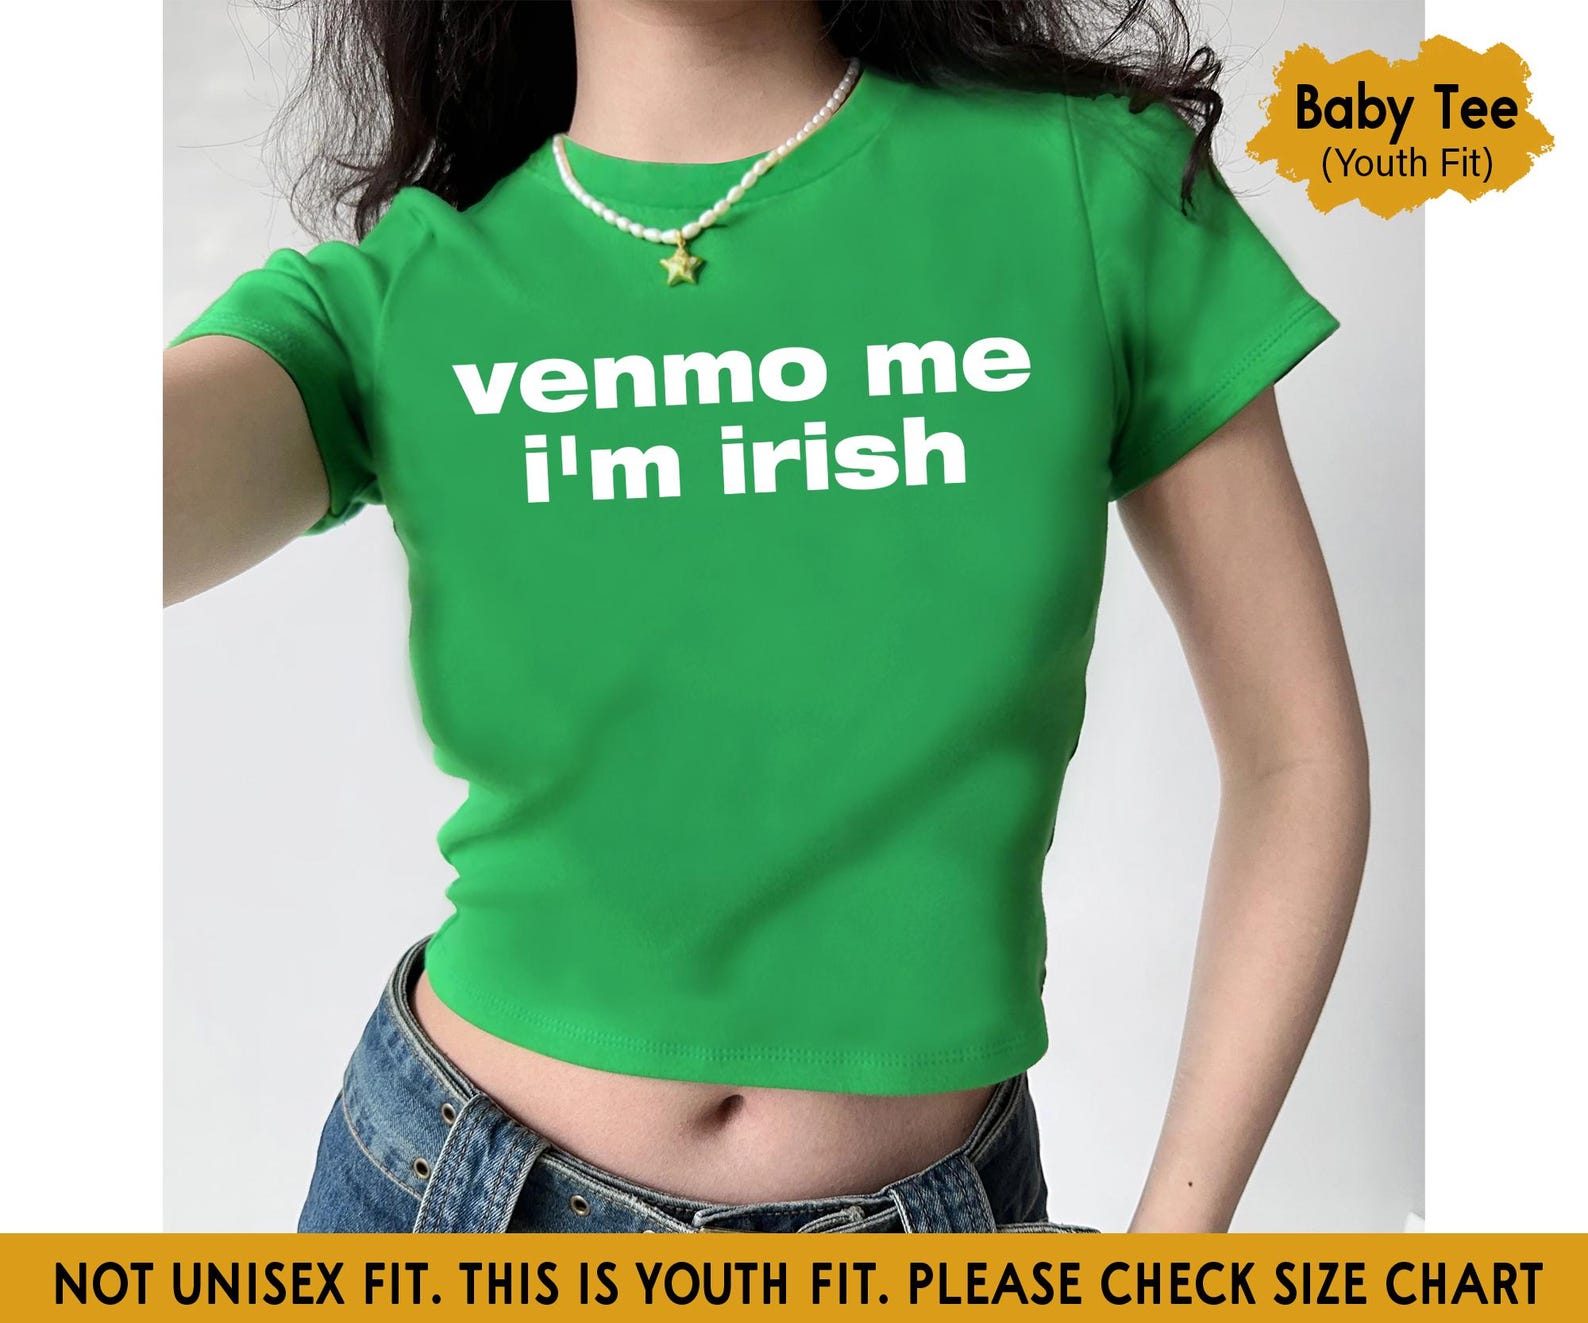 Baby Tee
(Youth Fit)
venmo me
i'm irish
NOT UNISEX FIT. THIS IS YOUTH FIT. PLEASE CHECK SIZE CHART